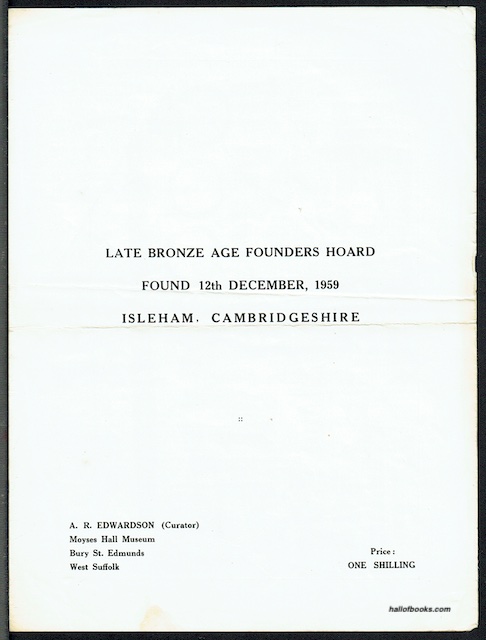 LATE BRONZE AGE FOUNDERS HOARD
FOUND 12th DECEMBER, 1959
ISLEHAM, CAMBRIDGESHIRE
::
A. R. EDWARDSON (Curator)
Moyses Hall Museum
Bury St. Edmunds
West Suffolk
Price:
ONE SHILLING
hallofbooks.com